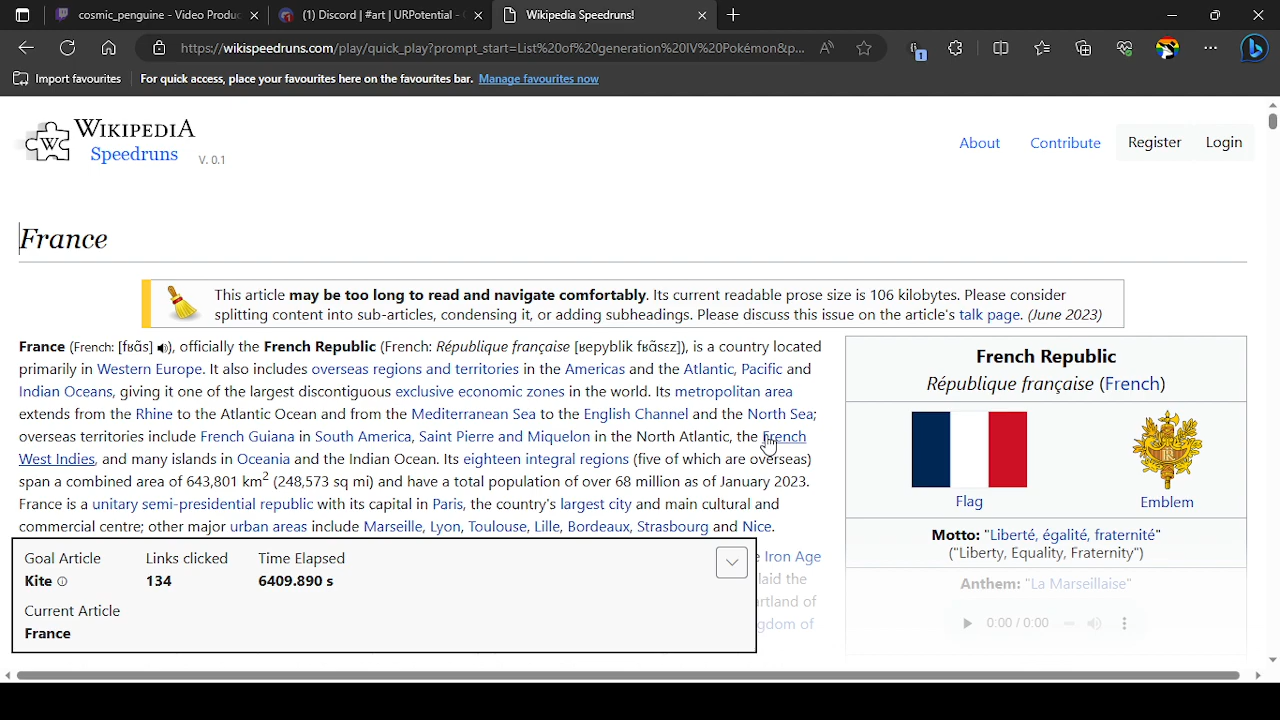 cosmic_penguine - Video Produc
(1) Discord | #art | URPotential -
Wikipedia Speedruns!
https://wikispeedruns.com/play/quick_play?prompt_start=List%20of%20generation%20IV%20Pokémon&p...
1
Import favourites
For quick access, place your favourites here on the favourites bar. Manage favourites now
WIKIPEDIA
Speedruns V. 0.1
About Contribute Register Login
France
This article may be too long to read and navigate comfortably. Its current readable prose size is 106 kilobytes. Please consider
splitting content into sub-articles, condensing it, or adding subheadings. Please discuss this issue on the article's talk page. (June 2023)
France (French: [fʁɑ̃s] ), officially the French Republic (French: République française [ʁepyblik fʁɑ̃sɛz]), is a country located
primarily in Western Europe. It also includes overseas regions and territories in the Americas and the Atlantic, Pacific and
Indian Oceans, giving it one of the largest discontiguous exclusive economic zones in the world. Its metropolitan area
extends from the Rhine to the Atlantic Ocean and from the Mediterranean Sea to the English Channel and the North Sea;
overseas territories include French Guiana in South America, Saint Pierre and Miquelon in the North Atlantic, the French
West Indies, and many islands in Oceania and the Indian Ocean. Its eighteen integral regions (five of which are overseas)
span a combined area of 643,801 km² (248,573 sq mi) and have a total population of over 68 million as of January 2023.
France is a unitary semi-presidential republic with its capital in Paris, the country's largest city and main cultural and
commercial centre; other major urban areas include Marseille, Lyon, Toulouse, Lille, Bordeaux, Strasbourg and Nice.
Iron Age
laid the
of
of
French Republic
République française (French)
Flag
Emblem
Motto: "Liberté, égalité, fraternité"
("Liberty, Equality, Fraternity")
Anthem: "La Marseillaise"
0:00 / 0:00
Goal Article Links clicked Time Elapsed
Kite 134 6409.890 s
Current Article
France